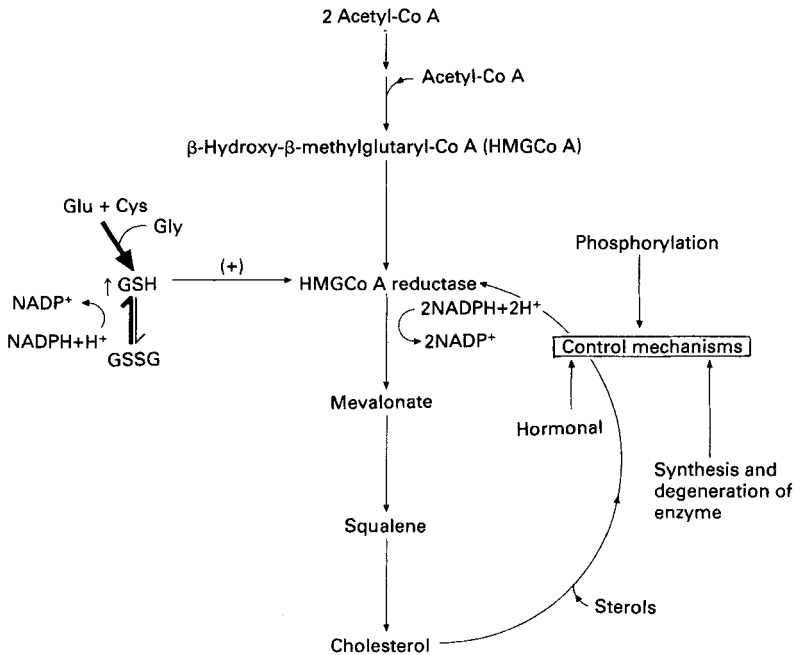 2 Acetyl-Co A
Acetyl-Co A
β-Hydroxy-β-methylglutaryl-Co A (HMGCo A)
Glu + Cys
Gly
Phosphorylation
↑ GSH
(+)
HMGCo A reductase
NADP⁺
2NADPH+2H⁺
NADPH+H⁺
2NADP⁺
Control mechanisms
GSSG
Mevalonate
Hormonal
Synthesis and
degeneration of
enzyme
Squalene
Sterols
Cholesterol